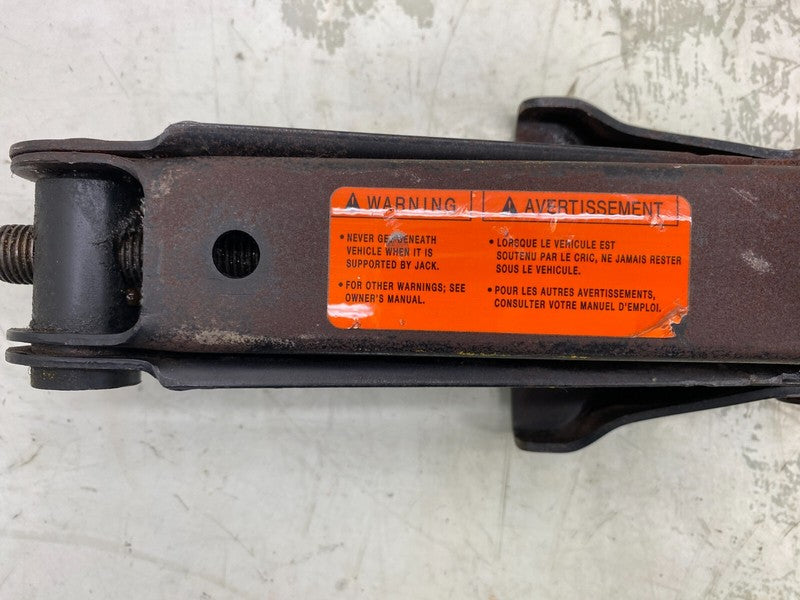 WARNING
• NEVER GET BENEATH
VEHICLE WHEN IT IS
SUPPORTED BY JACK.
• FOR OTHER WARNINGS; SEE
OWNER'S MANUAL.
AVERTISSEMENT
• LORSQUE LE VEHICULE EST
SOUTENU PAR LE CRIC, NE JAMAIS RESTER
SOUS LE VEHICULE.
• POUR LES AUTRES AVERTISSEMENTS,
CONSULTER VOTRE MANUEL D'EMPLOI.